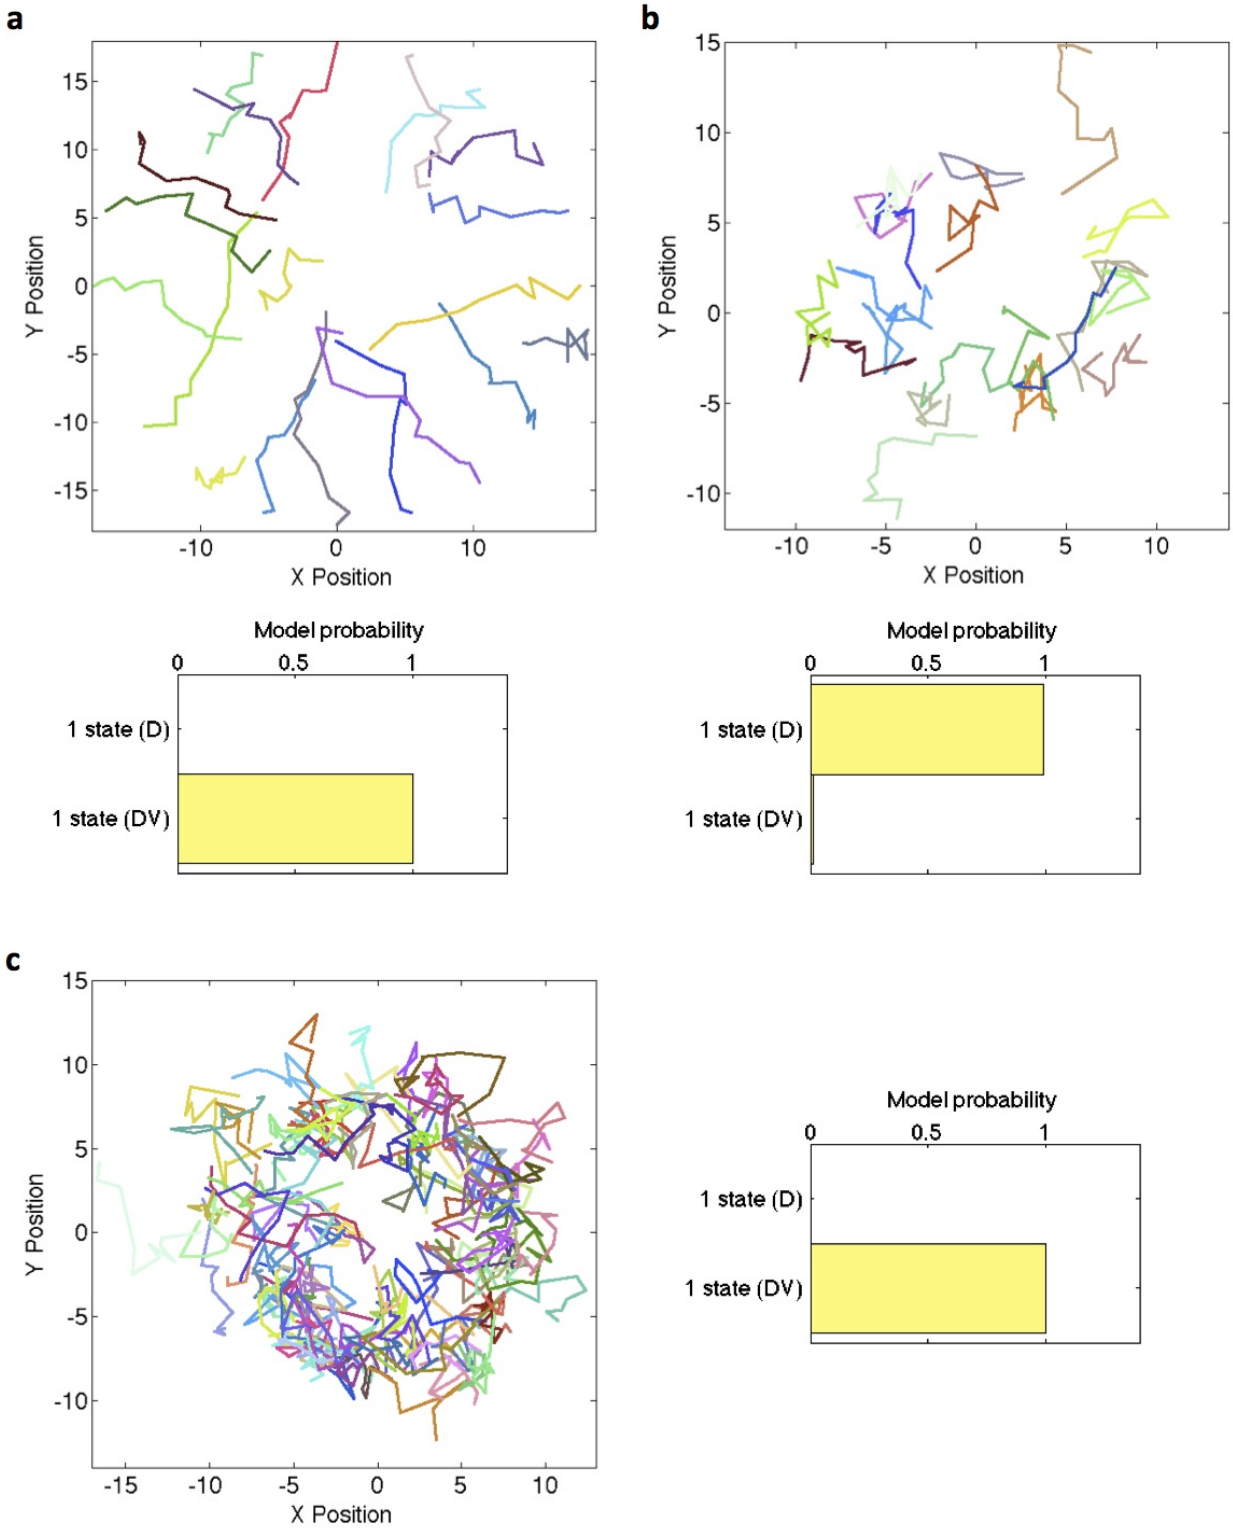 a
15
10
5
0
-5
-10
-15
Y Position
-10 0 10
X Position
b
15
10
5
0
-5
-10
Y Position
-10 -5 0 5 10
X Position
Model probability
0 0.5 1
1 state (D)
1 state (DV)
Model probability
0 0.5 1
1 state (D)
1 state (DV)
c
15
10
5
0
-5
-10
Y Position
-15 -10 -5 0 5 10
X Position
Model probability
0 0.5 1
1 state (D)
1 state (DV)